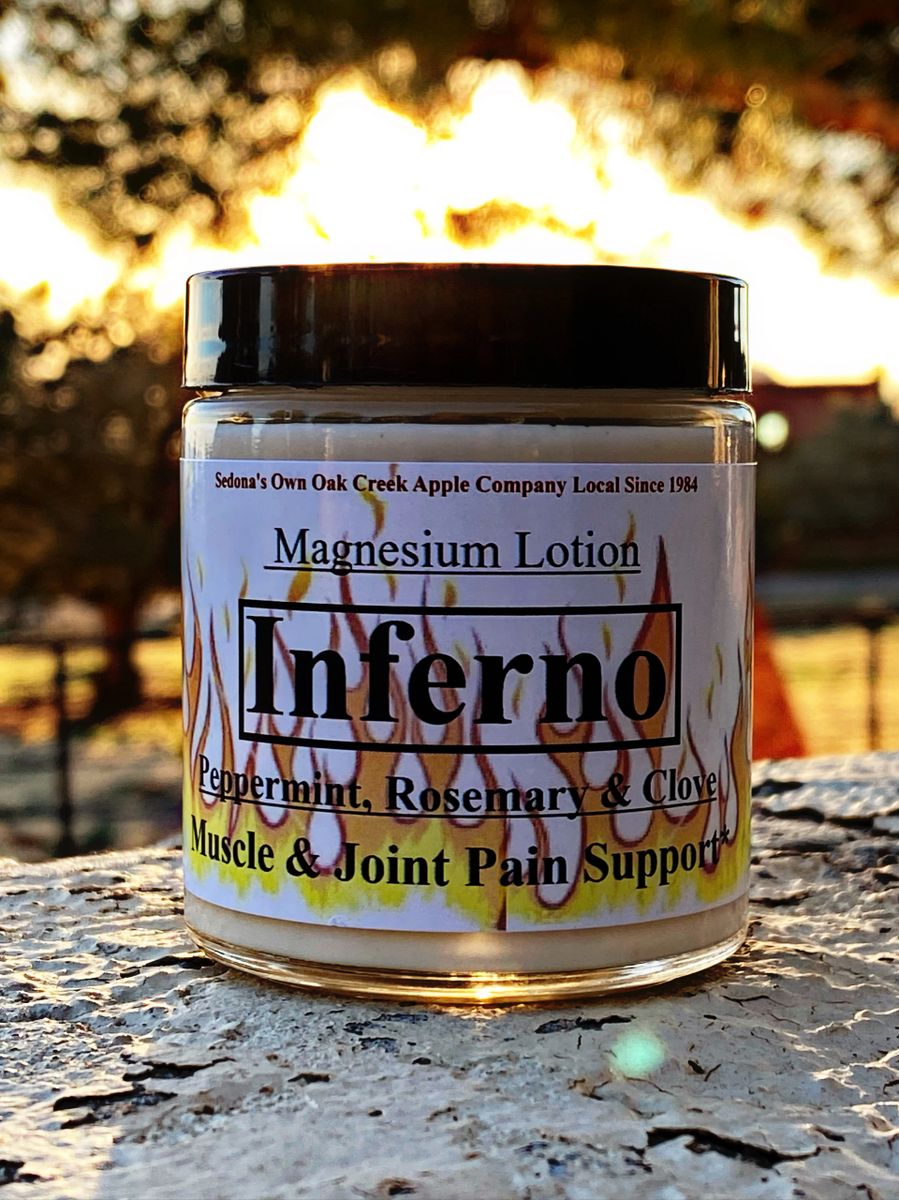 Sedona's Own Oak Creek Apple Company Local Since 1984
Magnesium Lotion
Inferno
Peppermint, Rosemary & Clove
Muscle & Joint Pain Support*